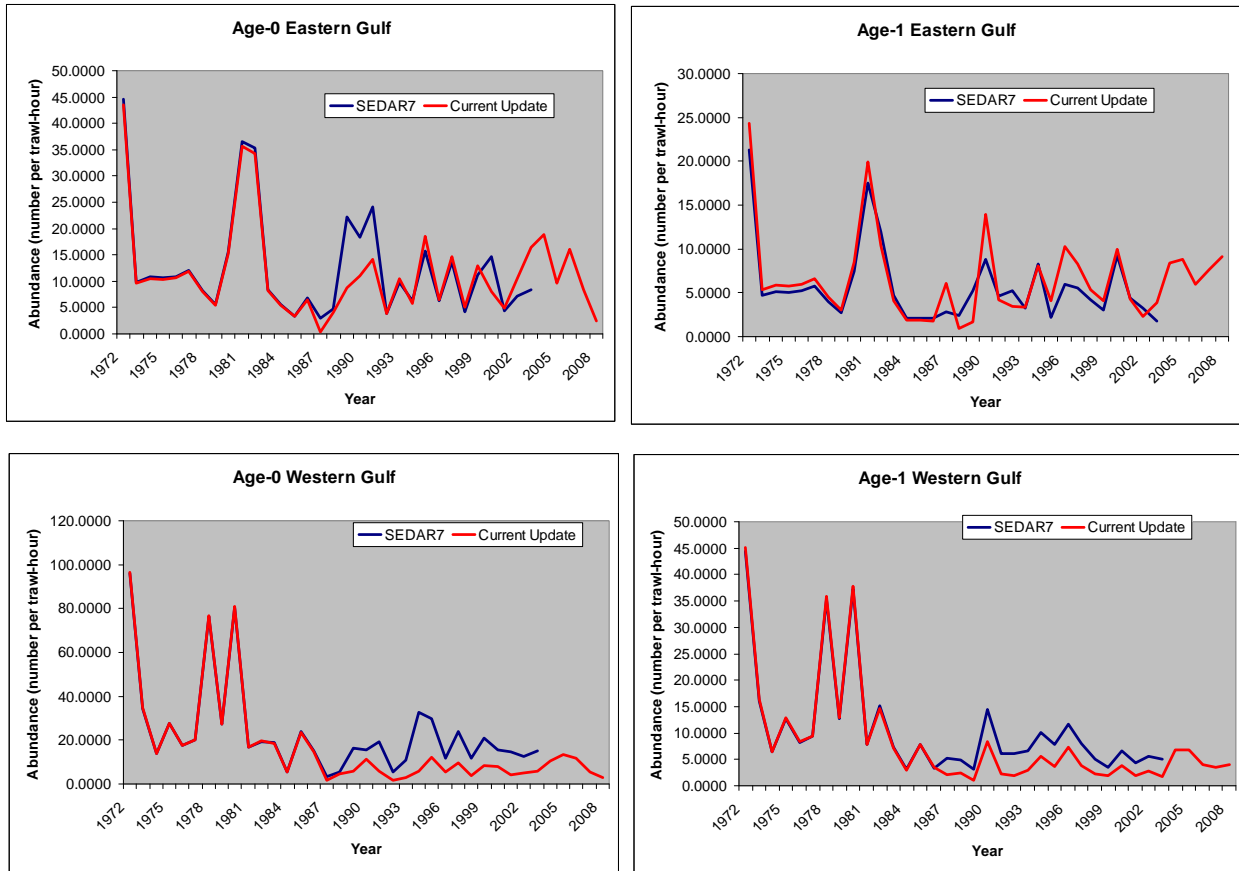 Age-0 Eastern Gulf
Abundance (number per trawl-hour)
50.0000
45.0000
40.0000
35.0000
30.0000
25.0000
20.0000
15.0000
10.0000
5.0000
0.0000
SEDAR7 Current Update
1972 1975 1978 1981 1984 1987 1990 1993 1996 1999 2002 2005 2008
Year
Age-1 Eastern Gulf
Abundance (number per trawl-hour)
30.0000
25.0000
20.0000
15.0000
10.0000
5.0000
0.0000
SEDAR7 Current Update
1972 1975 1978 1981 1984 1987 1990 1993 1996 1999 2002 2005 2008
Year
Age-0 Western Gulf
Abundance (number per trawl-hour)
120.0000
100.0000
80.0000
60.0000
40.0000
20.0000
0.0000
SEDAR7 Current Update
1972 1975 1978 1981 1984 1987 1990 1993 1996 1999 2002 2005 2008
Year
Age-1 Western Gulf
Abundance (number per trawl-hour)
50.0000
45.0000
40.0000
35.0000
30.0000
25.0000
20.0000
15.0000
10.0000
5.0000
0.0000
SEDAR7 Current Update
1972 1975 1978 1981 1984 1987 1990 1993 1996 1999 2002 2005 2008
Year